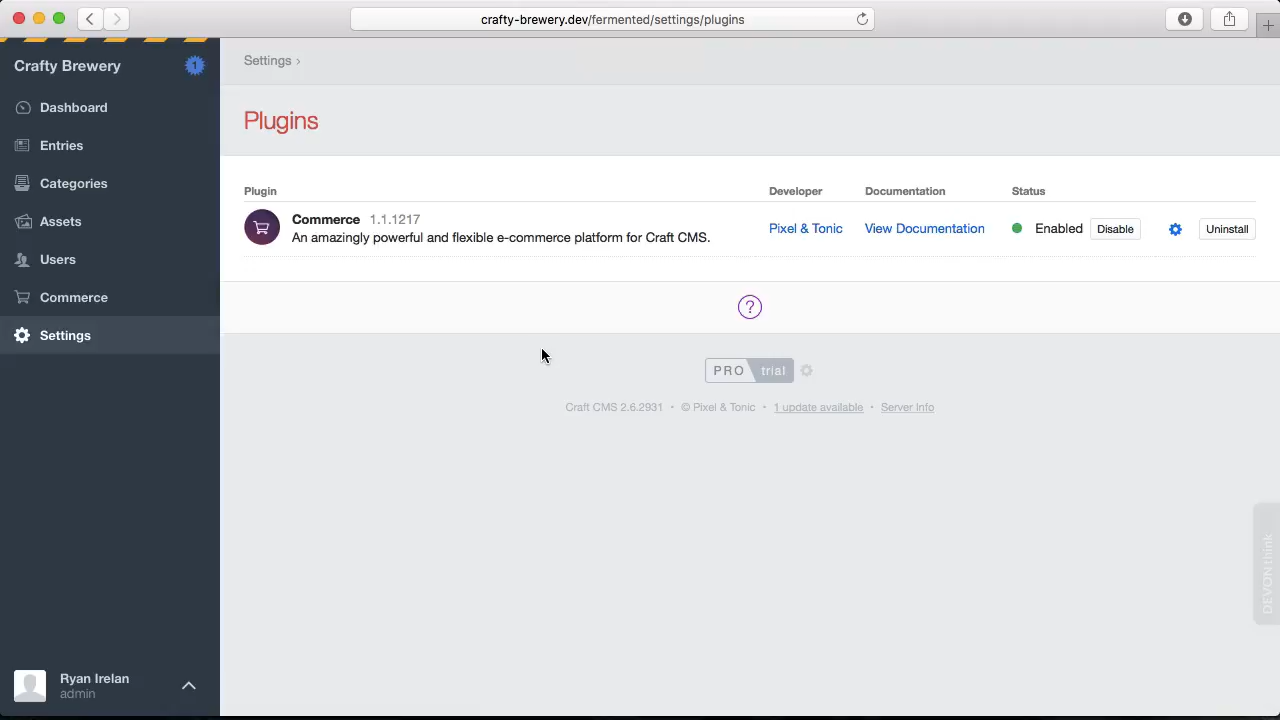 crafty-brewery.dev/fermented/settings/plugins
Crafty Brewery 1
Dashboard
Entries
Categories
Assets
Users
Commerce
Settings
Ryan Irelan
admin
Settings ›
Plugins
Plugin Developer Documentation Status
Commerce 1.1.1217
An amazingly powerful and flexible e-commerce platform for Craft CMS.
Pixel & Tonic View Documentation Enabled Disable Uninstall
?
PRO trial
Craft CMS 2.6.2931 • © Pixel & Tonic • 1 update available • Server Info
DEVONthink